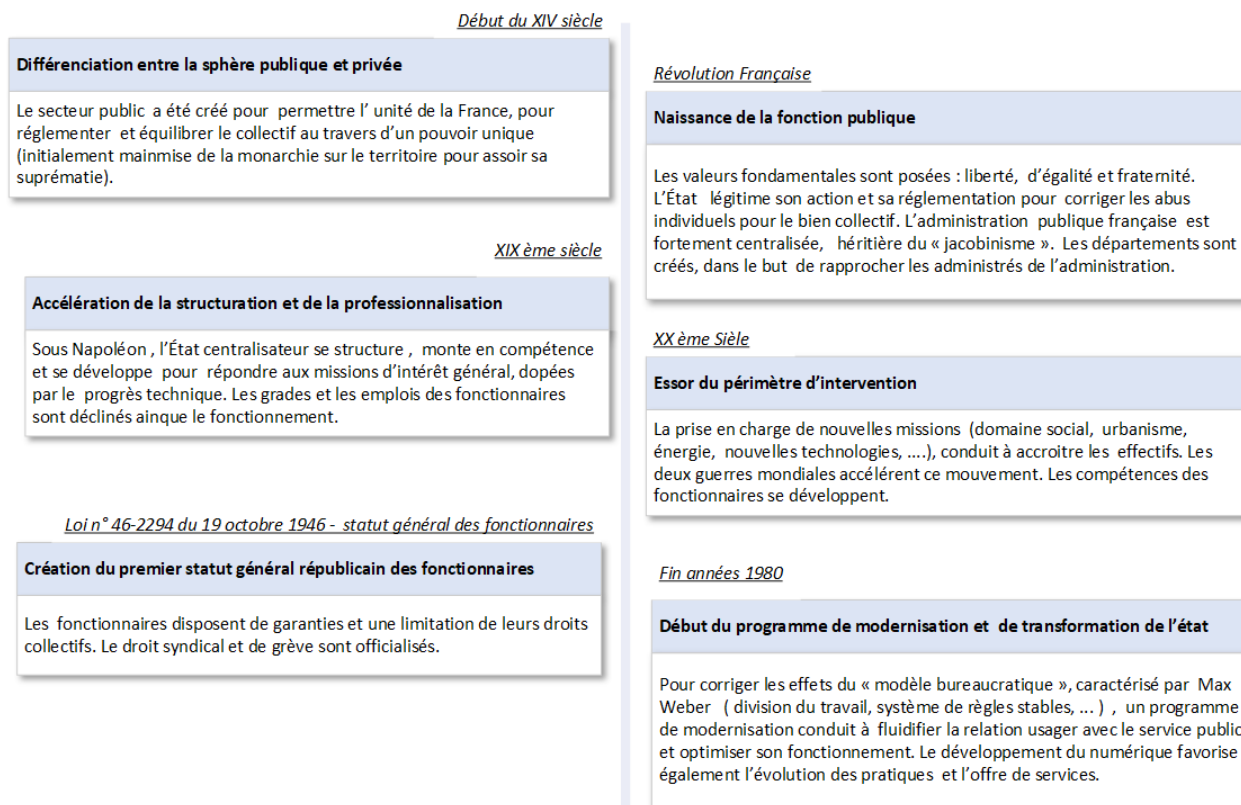 Début du XIV siècle
Différenciation entre la sphère publique et privée
Le secteur public a été créé pour permettre l' unité de la France, pour
réglementer et équilibrer le collectif au travers d'un pouvoir unique
(initialement mainmise de la monarchie sur le territoire pour assoir sa
suprématie).
Révolution Française
Naissance de la fonction publique
Les valeurs fondamentales sont posées : liberté, d'égalité et fraternité.
L'État légitime son action et sa réglementation pour corriger les abus
individuels pour le bien collectif. L'administration publique française est
fortement centralisée, héritière du « jacobinisme ». Les départements sont
créés, dans le but de rapprocher les administrés de l'administration.
XIX ème siècle
Accélération de la structuration et de la professionnalisation
Sous Napoléon , l'État centralisateur se structure , monte en compétence
et se développe pour répondre aux missions d'intérêt général, dopées
par le progrès technique. Les grades et les emplois des fonctionnaires
sont déclinés ainque le fonctionnement.
XX ème Sièle
Essor du périmètre d'intervention
La prise en charge de nouvelles missions (domaine social, urbanisme,
énergie, nouvelles technologies, ....), conduit à accroitre les effectifs. Les
deux guerres mondiales accélérent ce mouvement. Les compétences des
fonctionnaires se développent.
Loi n° 46-2294 du 19 octobre 1946 - statut général des fonctionnaires
Création du premier statut général républicain des fonctionnaires
Les fonctionnaires disposent de garanties et une limitation de leurs droits
collectifs. Le droit syndical et de grève sont officialisés.
Fin années 1980
Début du programme de modernisation et de transformation de l'état
Pour corriger les effets du « modèle bureaucratique », caractérisé par Max
Weber ( division du travail, système de règles stables, ... ) , un programme
de modernisation conduit à fluidifier la relation usager avec le service public
et optimiser son fonctionnement. Le développement du numérique favorise
également l'évolution des pratiques et l'offre de services.